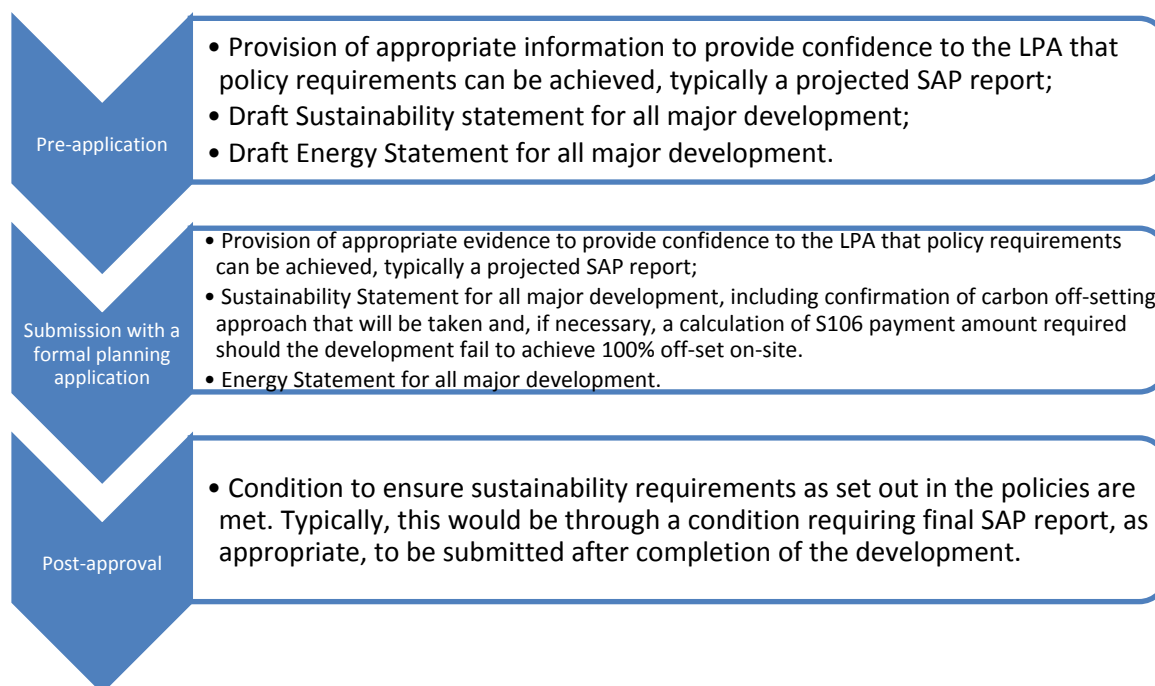 Pre-application
• Provision of appropriate information to provide confidence to the LPA that
policy requirements can be achieved, typically a projected SAP report;
• Draft Sustainability statement for all major development;
• Draft Energy Statement for all major development.
Submission with a
formal planning
application
• Provision of appropriate evidence to provide confidence to the LPA that policy requirements
can be achieved, typically a projected SAP report;
• Sustainability Statement for all major development, including confirmation of carbon off-setting
approach that will be taken and, if necessary, a calculation of S106 payment amount required
should the development fail to achieve 100% off-set on-site.
• Energy Statement for all major development.
Post-approval
• Condition to ensure sustainability requirements as set out in the policies are
met. Typically, this would be through a condition requiring final SAP report, as
appropriate, to be submitted after completion of the development.